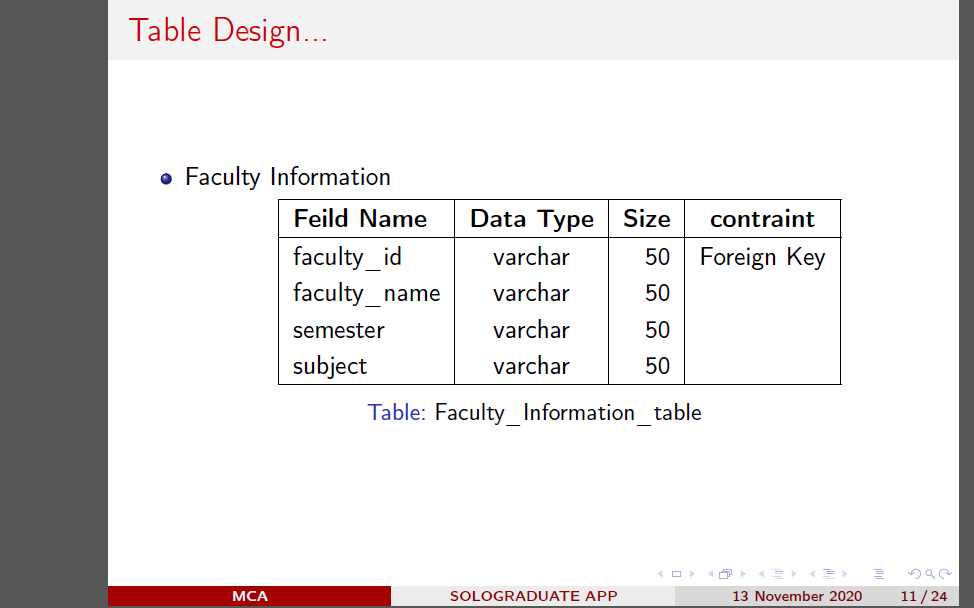 Table Design...
Faculty Information
Feild Name Data Type Size contraint
faculty_id varchar 50 Foreign Key
faculty_name varchar 50
semester varchar 50
subject varchar 50
Table: Faculty_Information_table
MCA SOLOGRADUATE APP 13 November 2020 11 / 24